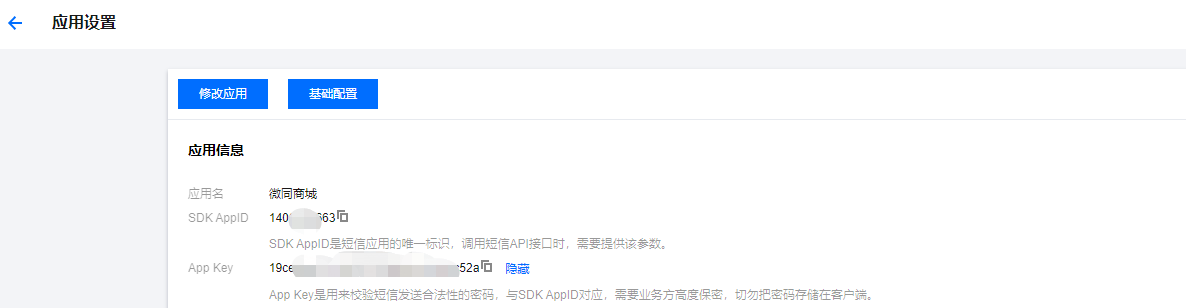 应用设置
修改应用 基础配置
应用信息
应用名 微同商城
SDK AppID 140 663
SDK AppID是短信应用的唯一标识，调用短信API接口时，需要提供该参数。
App Key 19ce 52a 隐藏
App Key是用来校验短信发送合法性的密码，与SDK AppID对应，需要业务方高度保密，切勿把密码存储在客户端。